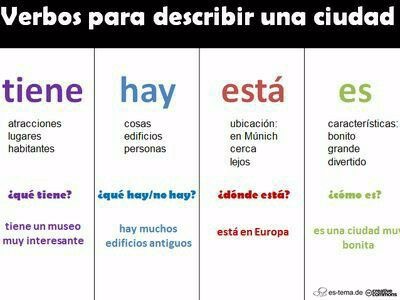 Verbos para describir una ciudad
tiene
atracciones
lugares
habitantes
¿qué tiene?
tiene un museo
muy interesante
hay
cosas
edificios
personas
¿qué hay/no hay?
hay muchos
edificios antiguos
está
ubicación:
en Múnich
cerca
lejos
¿dónde está?
está en Europa
es
características:
bonito
grande
divertido
¿cómo es?
es una ciudad muy
bonita
es-tema.de
creative
commons